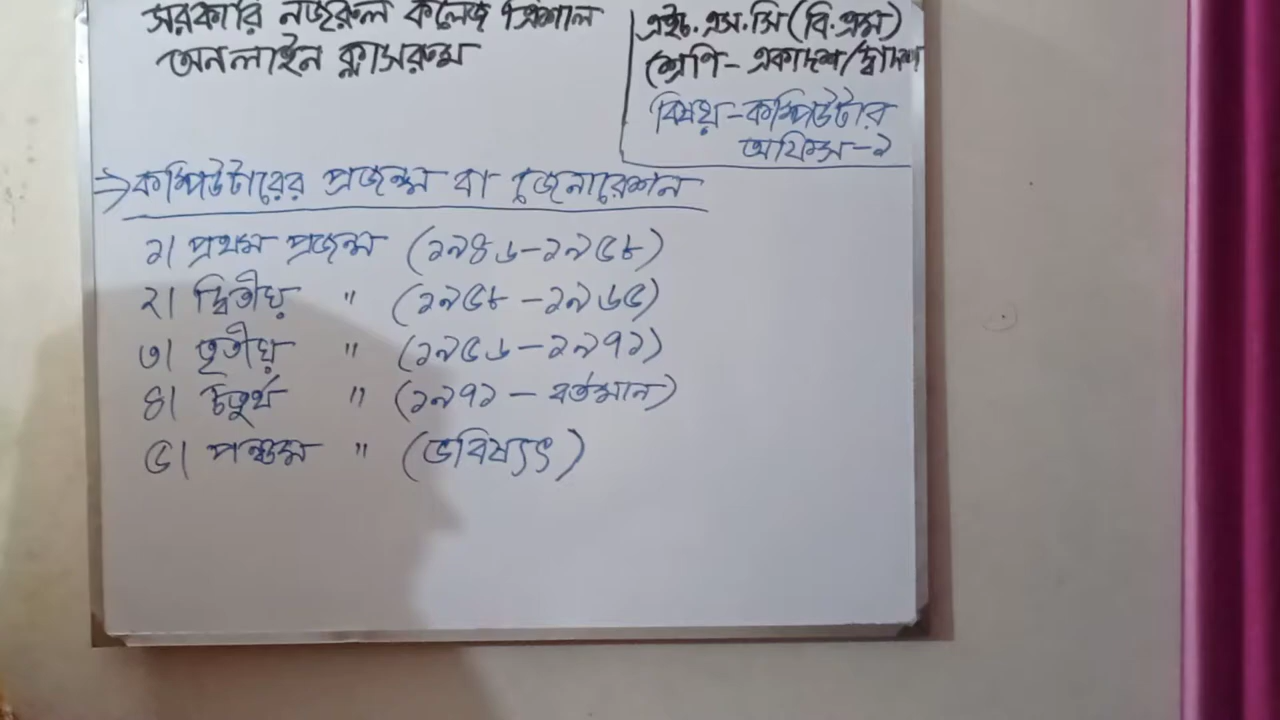 সরকারি নজরুল কলেজ ত্রিশাল
অনলাইন ক্লাসরুম
এইচ.এস.সি (বি.এম)
শ্রেণি - একাদশ/দ্বাদশ
বিষয় - কম্পিউটার
অফিস - ১
→ কম্পিউটারের প্রজন্ম বা জেনারেশন
১। প্রথম প্রজন্ম (১৯৪৬-১৯৫৮)
২। দ্বিতীয় " (১৯৫৮ - ১৯৬৫)
৩। তৃতীয় " (১৯৫৬ - ১৯৭১)
৪। চতুর্থ " (১৯৭১ - বর্তমান)
৫। পঞ্চম " (ভবিষ্যৎ)